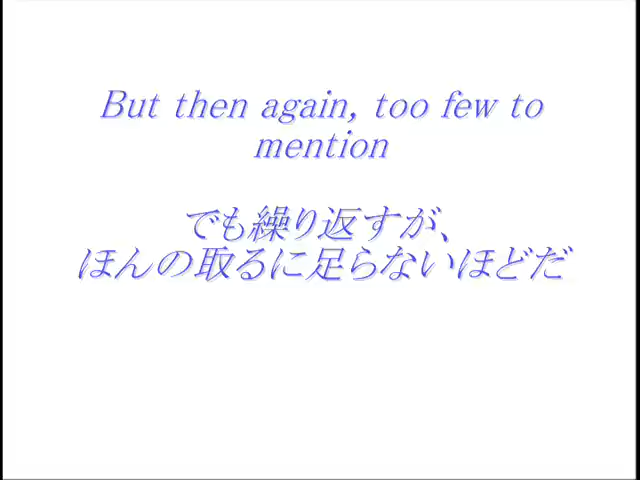 But then again, too few to
mention
でも繰り返すが、
ほんの取るに足らないほどだ